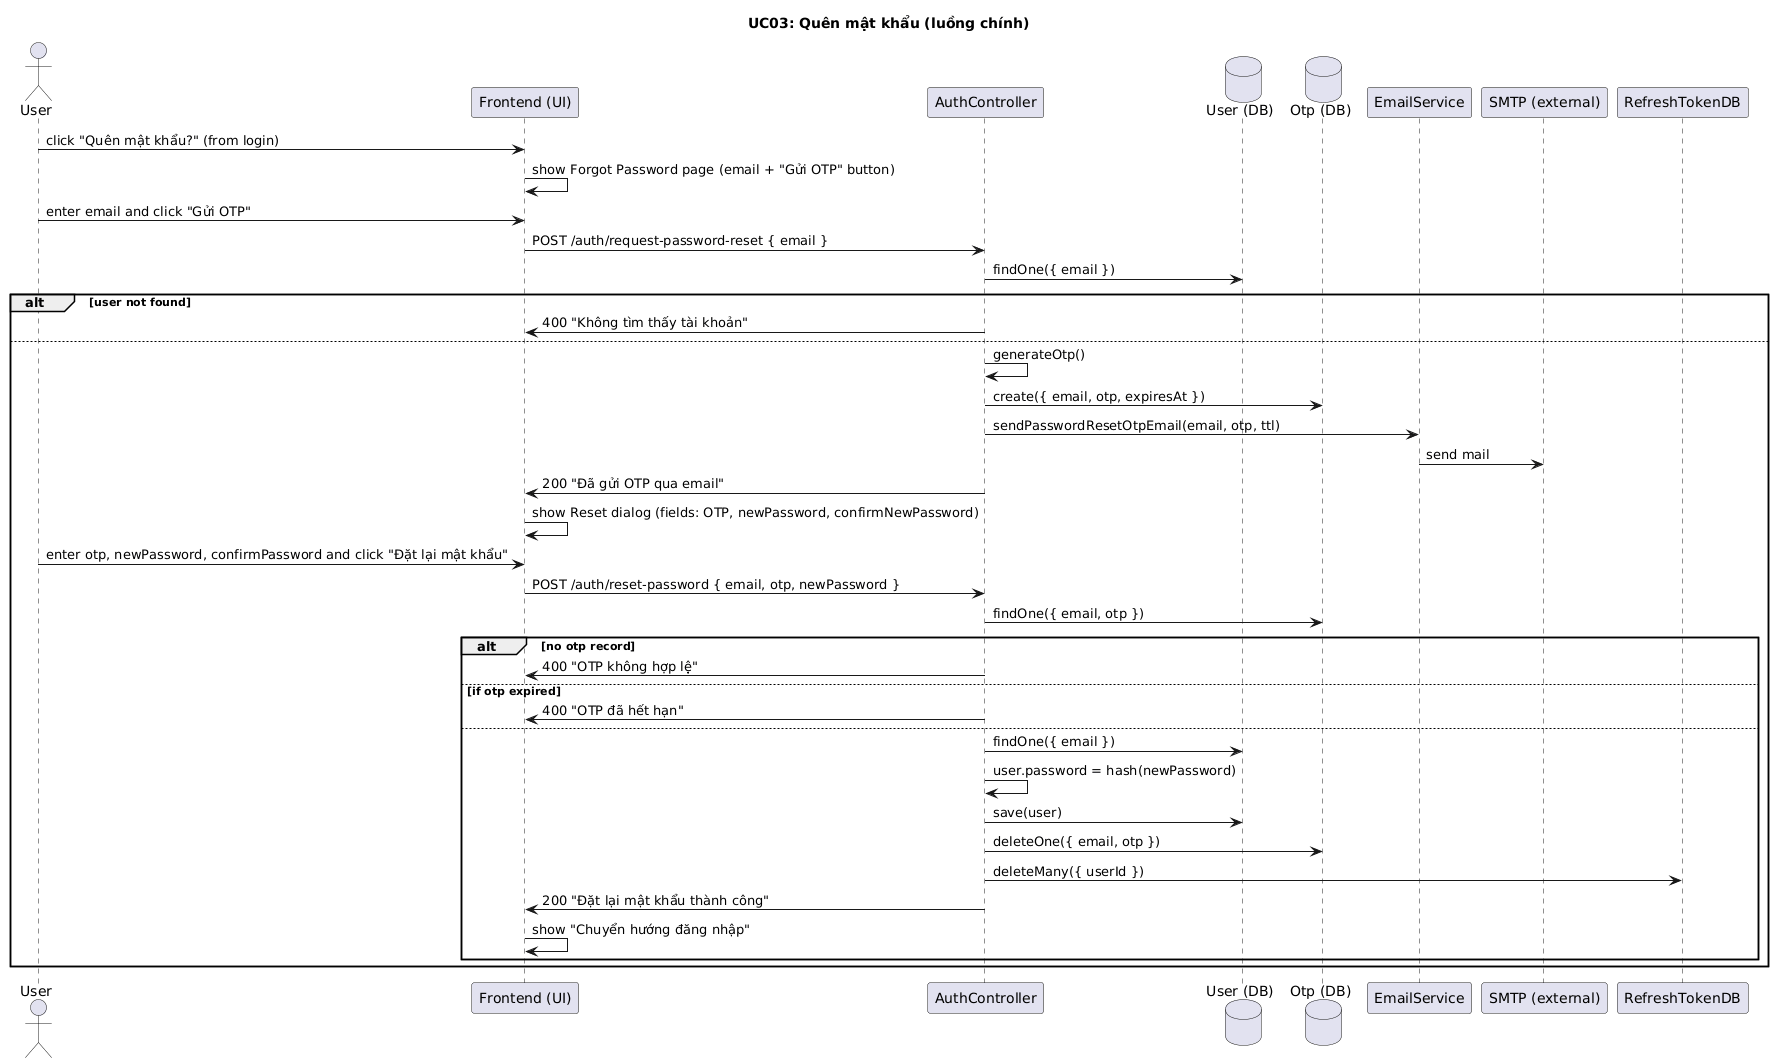 UC03: Quên mật khẩu (luồng chính)
User
Frontend (UI)
AuthController
User (DB)
Otp (DB)
EmailService
SMTP (external)
RefreshTokenDB
click "Quên mật khẩu?" (from login)
show Forgot Password page (email + "Gửi OTP" button)
enter email and click "Gửi OTP"
POST /auth/request-password-reset { email }
findOne({ email })
alt [user not found]
400 "Không tìm thấy tài khoản"
generateOtp()
create({ email, otp, expiresAt })
sendPasswordResetOtpEmail(email, otp, ttl)
send mail
200 "Đã gửi OTP qua email"
show Reset dialog (fields: OTP, newPassword, confirmNewPassword)
enter otp, newPassword, confirmPassword and click "Đặt lại mật khẩu"
POST /auth/reset-password { email, otp, newPassword }
findOne({ email, otp })
alt [no otp record]
400 "OTP không hợp lệ"
[if otp expired]
400 "OTP đã hết hạn"
findOne({ email })
user.password = hash(newPassword)
save(user)
deleteOne({ email, otp })
deleteMany({ userId })
200 "Đặt lại mật khẩu thành công"
show "Chuyển hướng đăng nhập"
User
Frontend (UI)
AuthController
User (DB)
Otp (DB)
EmailService
SMTP (external)
RefreshTokenDB